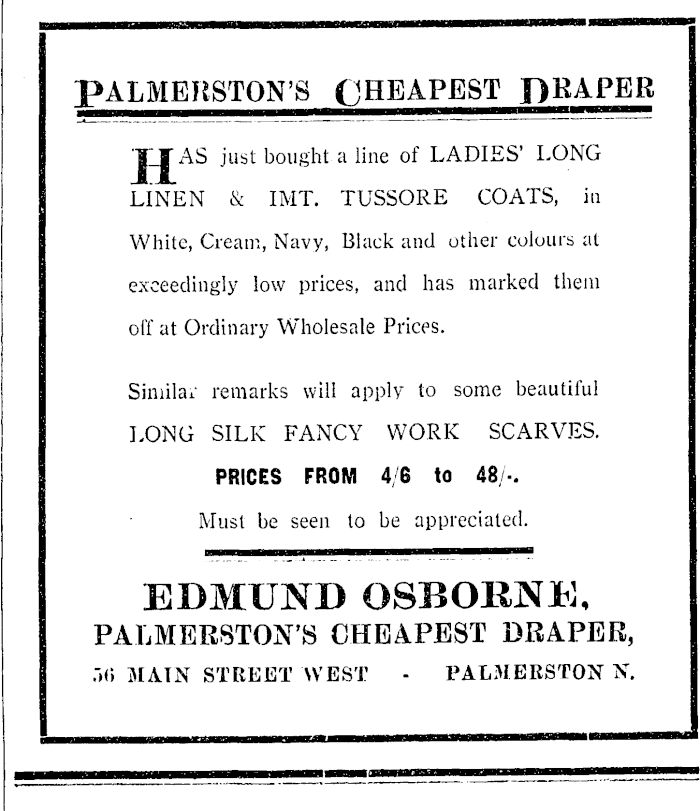 PALMERSTON'S CHEAPEST DRAPER
HAS just bought a line of LADIES' LONG
LINEN & IMT. TUSSORE COATS, in
White, Cream, Navy, Black and other colours at
exceedingly low prices, and has marked them
off at Ordinary Wholesale Prices.
Similar remarks will apply to some beautiful
LONG SILK FANCY WORK SCARVES.
PRICES FROM 4/6 to 48/-.
Must be seen to be appreciated.
EDMUND OSBORNE,
PALMERSTON'S CHEAPEST DRAPER,
56 MAIN STREET WEST - PALMERSTON N.